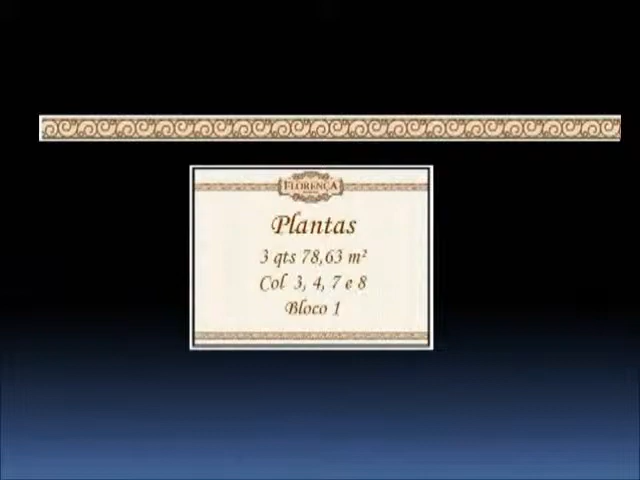 FLORENÇA
Plantas
3 qts 78,63 m²
Col 3, 4, 7 e 8
Bloco 1